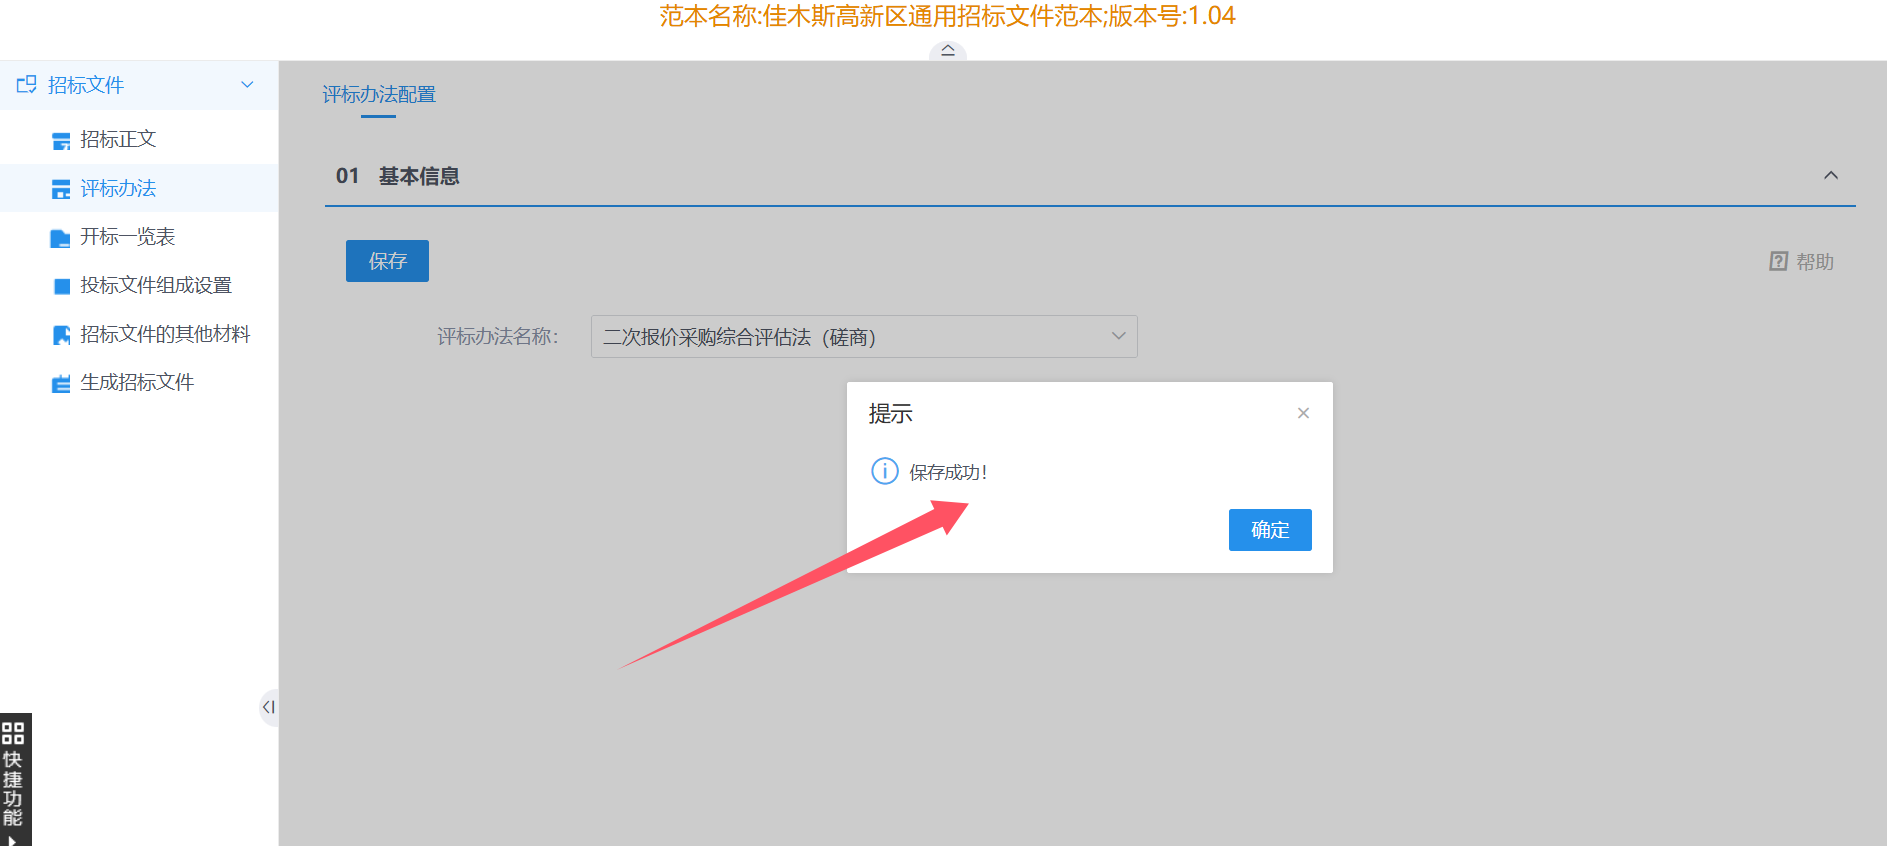 范本名称:佳木斯高新区通用招标文件范本;版本号:1.04
招标文件
招标正文
评标办法
开标一览表
投标文件组成设置
招标文件的其他材料
生成招标文件
快捷功能
评标办法配置
01 基本信息
保存
帮助
评标办法名称：
二次报价采购综合评估法（磋商）
提示
保存成功！
确定